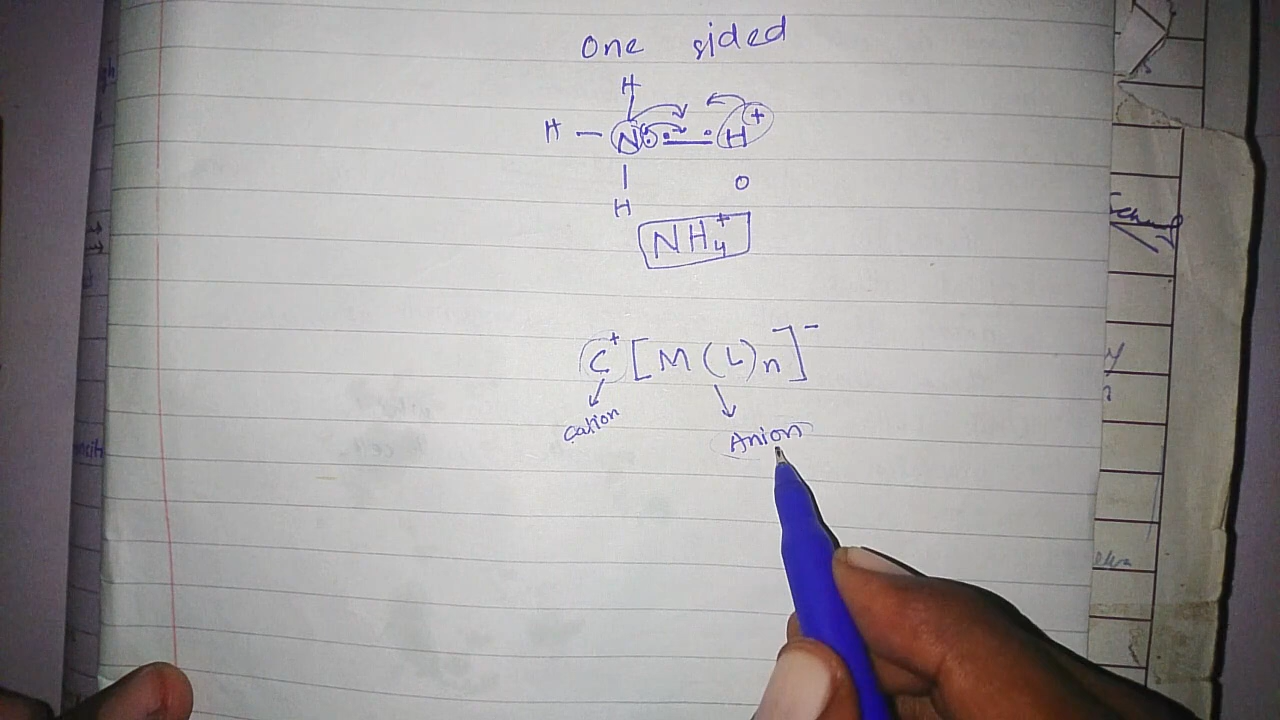 One sided
H
H - N : - H +
H
NH4+
C+ [M(L)n]-
cation
Anion